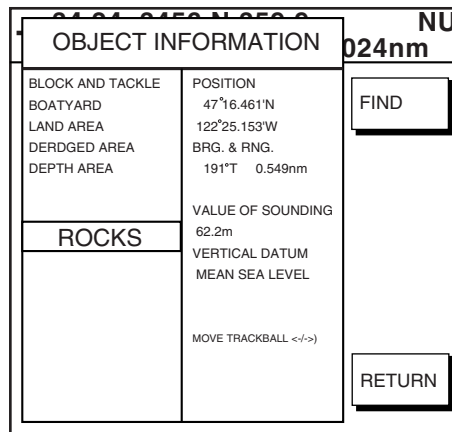 NU
OBJECT INFORMATION
024nm
BLOCK AND TACKLE
BOATYARD
LAND AREA
DERDGED AREA
DEPTH AREA
ROCKS
POSITION
47°16.461'N
122°25.153'W
BRG. & RNG.
191°T 0.549nm
VALUE OF SOUNDING
62.2m
VERTICAL DATUM
MEAN SEA LEVEL
MOVE TRACKBALL <-/->)
FIND
RETURN